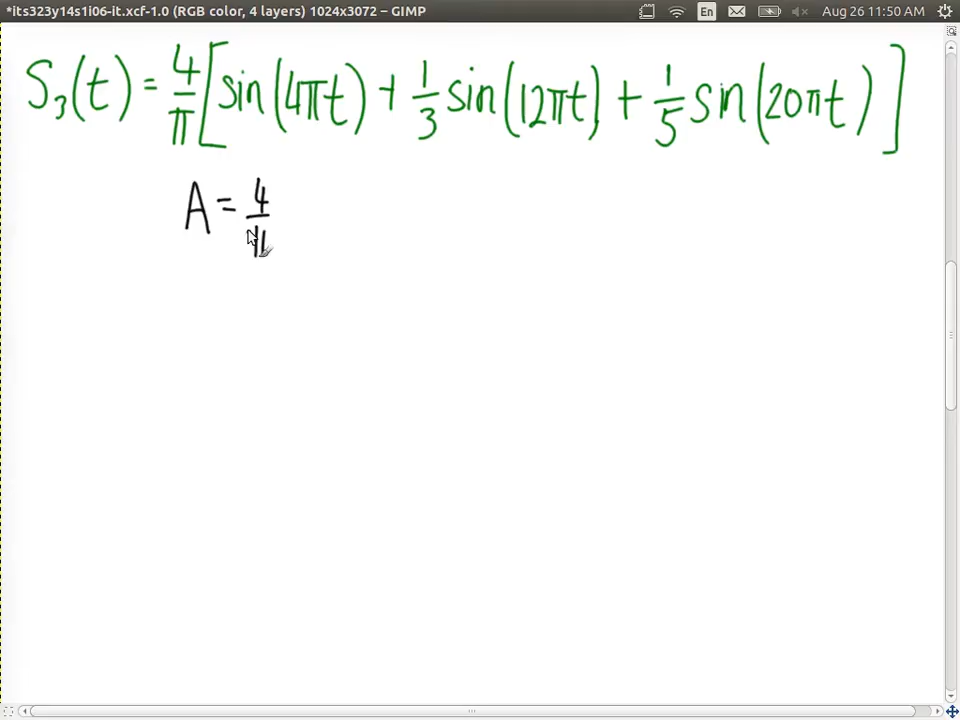 *its323y14s1i06-it.xcf-1.0 (RGB color, 4 layers) 1024x3072 – GIMP
En
Aug 26 11:50 AM
S₃(t) = 4/π [sin(4πt) + 1/3 sin(12πt) + 1/5 sin(20πt)]
A = 4/